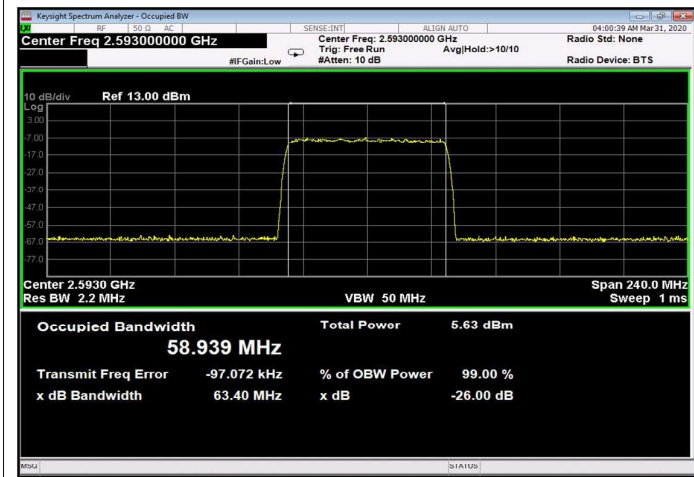 Keysight Spectrum Analyzer - Occupied BW
RF 50 Ω AC SENSE:INT ALIGN AUTO 04:00:39 AM Mar 31, 2020
Center Freq 2.593000000 GHz Center Freq: 2.593000000 GHz Radio Std: None
Trig: Free Run Avg|Hold:>10/10
#IFGain:Low #Atten: 10 dB Radio Device: BTS
10 dB/div Ref 13.00 dBm
Log
3.00
-7.00
-17.0
-27.0
-37.0
-47.0
-57.0
-67.0
-77.0
Center 2.5930 GHz Span 240.0 MHz
Res BW 2.2 MHz VBW 50 MHz Sweep 1 ms
Occupied Bandwidth Total Power 5.63 dBm
58.939 MHz
Transmit Freq Error -97.072 kHz % of OBW Power 99.00 %
x dB Bandwidth 63.40 MHz x dB -26.00 dB
MSG STATUS